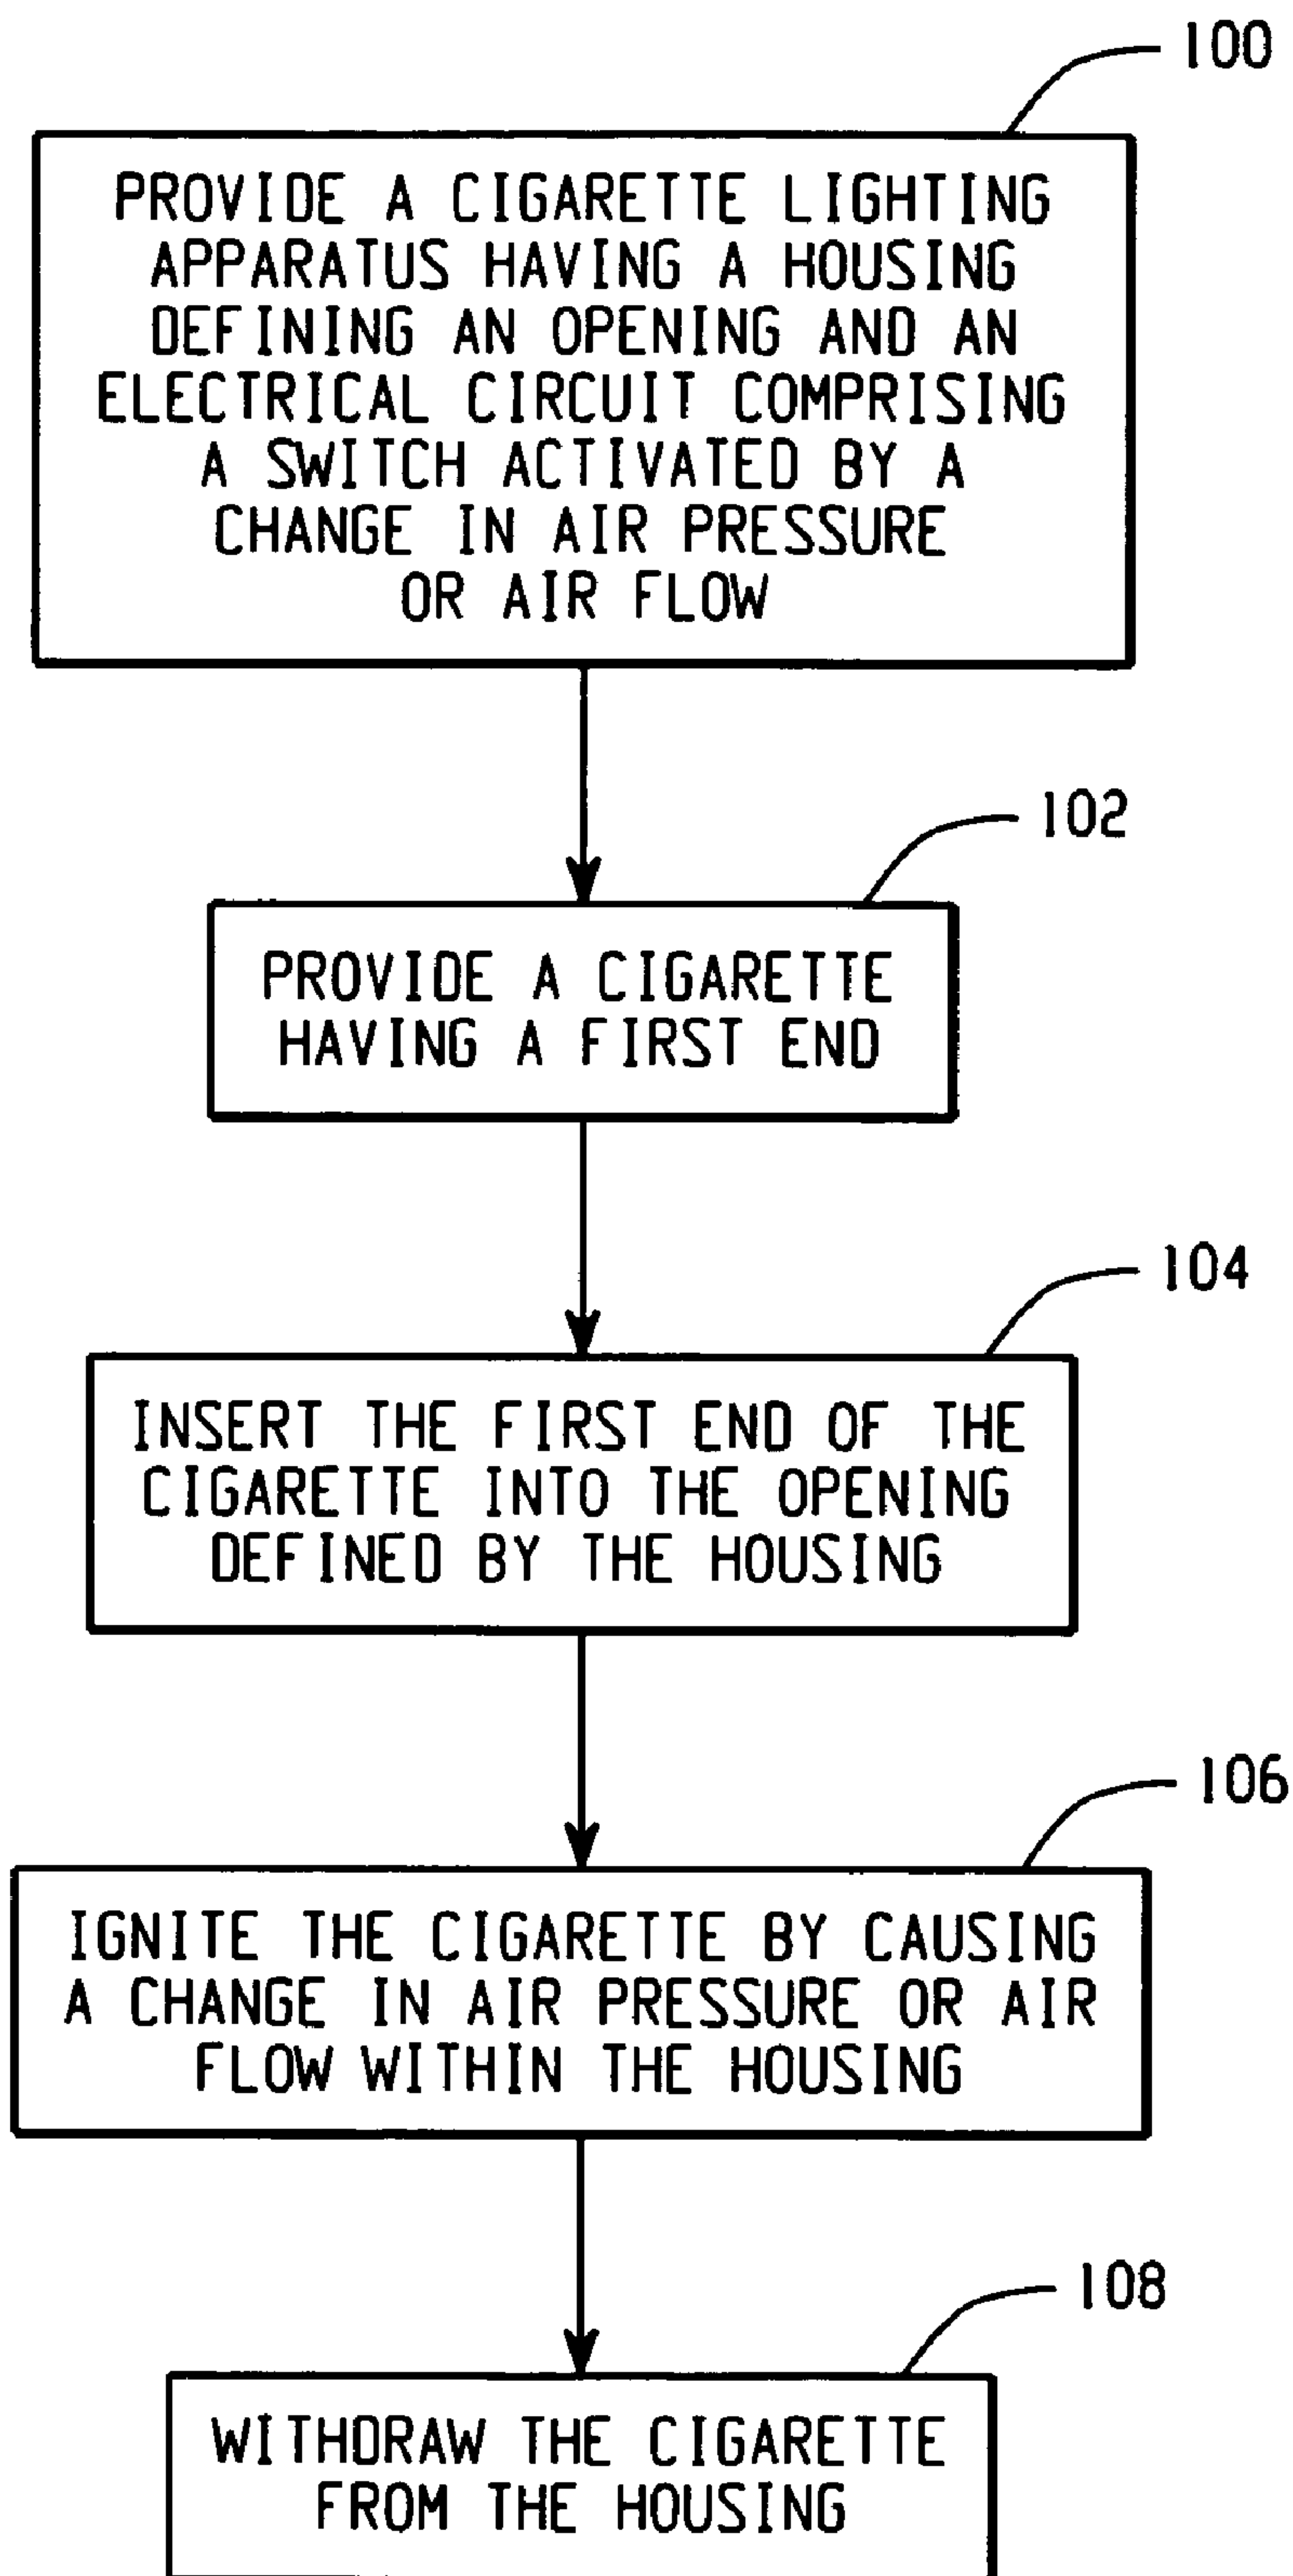 100
PROVIDE A CIGARETTE LIGHTING
APPARATUS HAVING A HOUSING
DEFINING AN OPENING AND AN
ELECTRICAL CIRCUIT COMPRISING
A SWITCH ACTIVATED BY A
CHANGE IN AIR PRESSURE
OR AIR FLOW
102
PROVIDE A CIGARETTE
HAVING A FIRST END
104
INSERT THE FIRST END OF THE
CIGARETTE INTO THE OPENING
DEFINED BY THE HOUSING
106
IGNITE THE CIGARETTE BY CAUSING
A CHANGE IN AIR PRESSURE OR AIR
FLOW WITHIN THE HOUSING
108
WITHDRAW THE CIGARETTE
FROM THE HOUSING